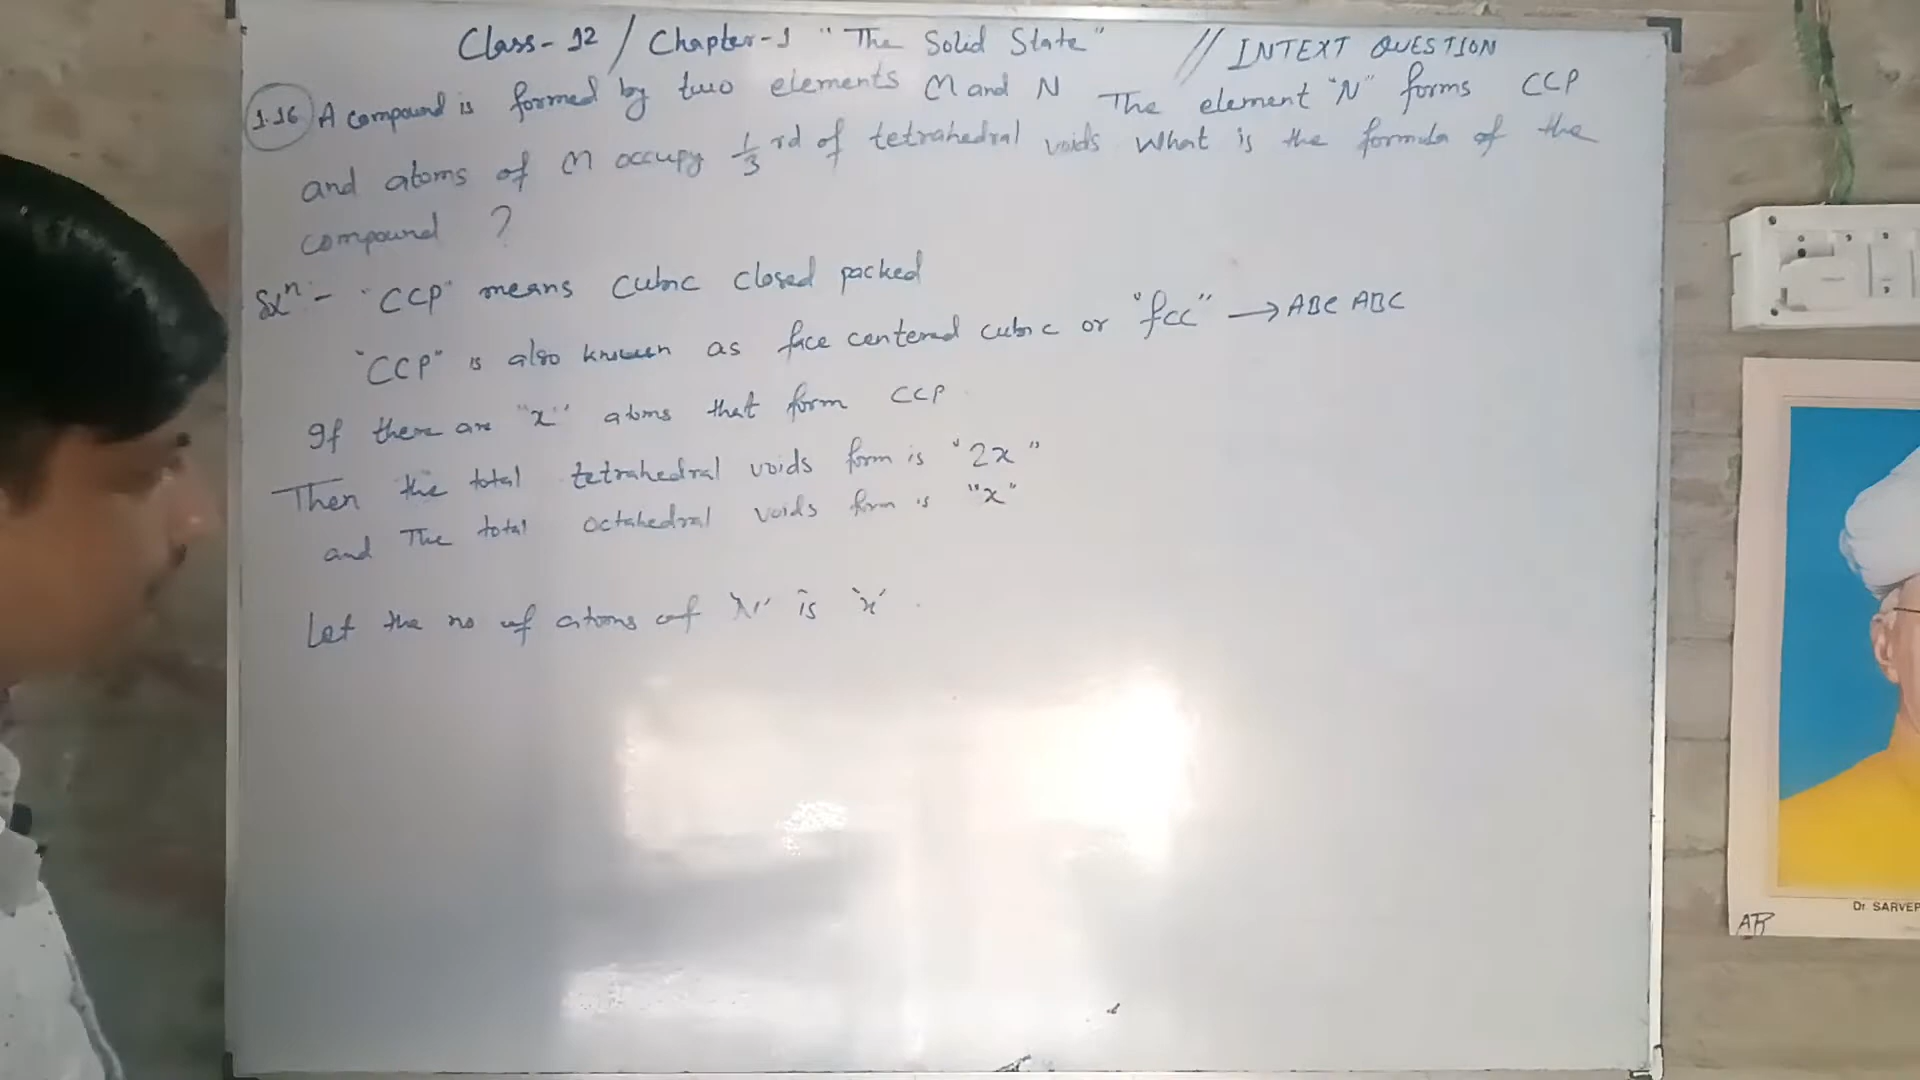 Class-12 / Chapter-1 "The Solid State" // INTEXT QUESTION
1.16 A compound is formed by two elements M and N The element "N" forms CCP
and atoms of M occupy 1/3 rd of tetrahedral voids What is the formula of the
compound ?
Solⁿ:- "CCP" means cubic closed packed
"CCP" is also known as face centered cubic or "fcc" → ABC ABC
If there are "x" atoms that form CCP
Then the total tetrahedral voids form is "2x"
and The total octahedral voids form is "x"
Let the no of atoms of 'N' is 'x'
Dr. SARVEP
AR